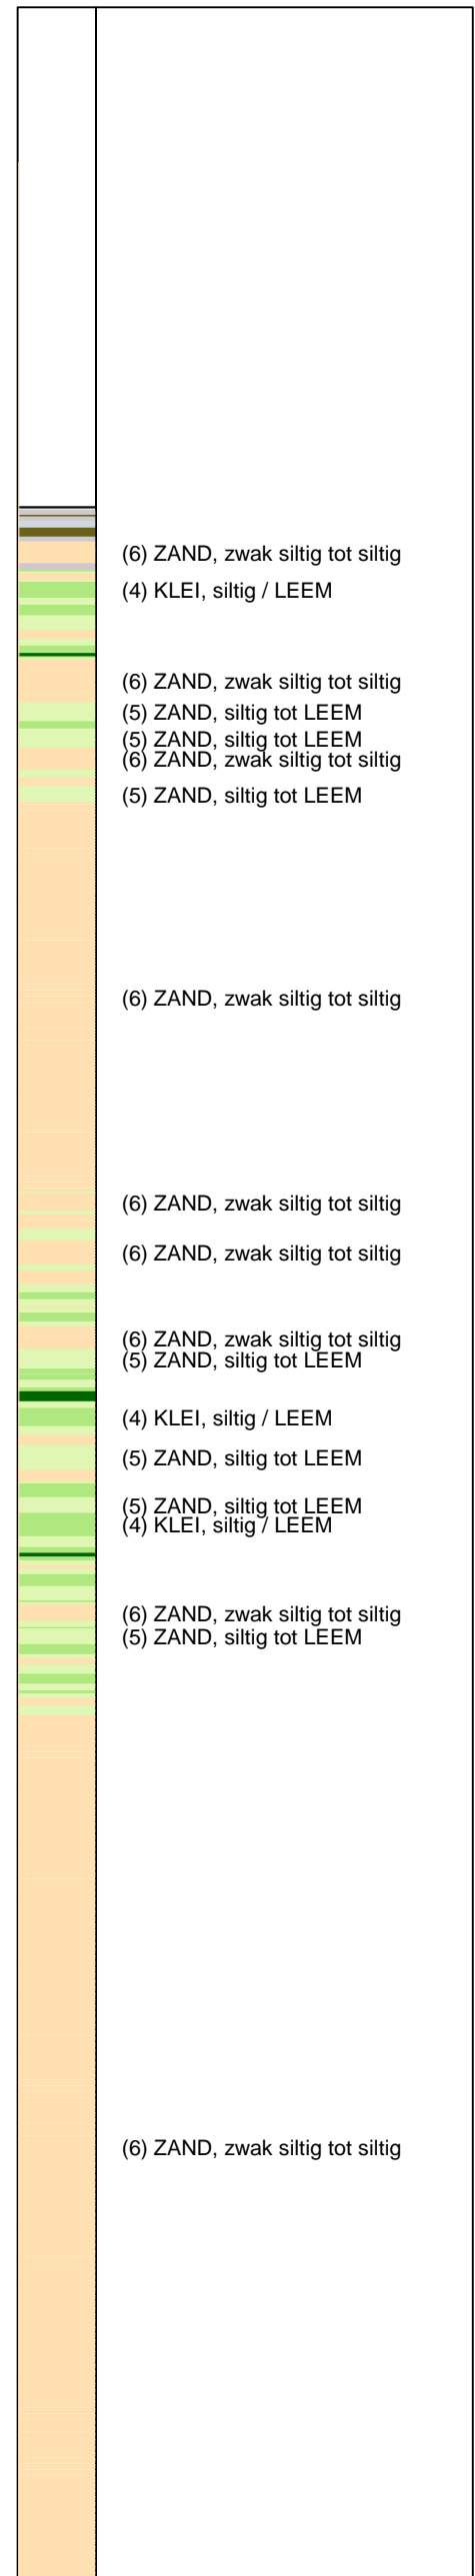 (6) ZAND, zwak siltig tot siltig
(4) KLEI, siltig / LEEM
(6) ZAND, zwak siltig tot siltig
(5) ZAND, siltig tot LEEM
(5) ZAND, siltig tot LEEM
(6) ZAND, zwak siltig tot siltig
(5) ZAND, siltig tot LEEM
(6) ZAND, zwak siltig tot siltig
(6) ZAND, zwak siltig tot siltig
(6) ZAND, zwak siltig tot siltig
(6) ZAND, zwak siltig tot siltig
(5) ZAND, siltig tot LEEM
(4) KLEI, siltig / LEEM
(5) ZAND, siltig tot LEEM
(5) ZAND, siltig tot LEEM
(4) KLEI, siltig / LEEM
(6) ZAND, zwak siltig tot siltig
(5) ZAND, siltig tot LEEM
(6) ZAND, zwak siltig tot siltig